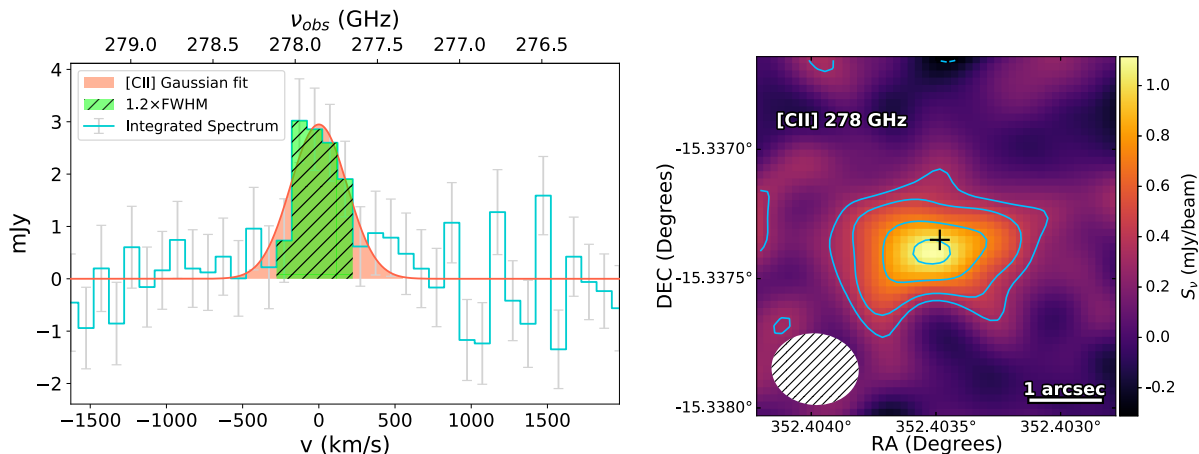 ν_obs (GHz)
279.0 278.5 278.0 277.5 277.0 276.5
[CII] Gaussian fit
1.2×FWHM
Integrated Spectrum
4
3
2
1
0
−1
−2
mJy
−1500 −1000 −500 0 500 1000 1500
v (km/s)
[CII] 278 GHz
-15.3370°
-15.3375°
-15.3380°
DEC (Degrees)
1 arcsec
352.4040° 352.4035° 352.4030°
RA (Degrees)
1.0
0.8
0.6
0.4
0.2
0.0
-0.2
S_ν (mJy/beam)